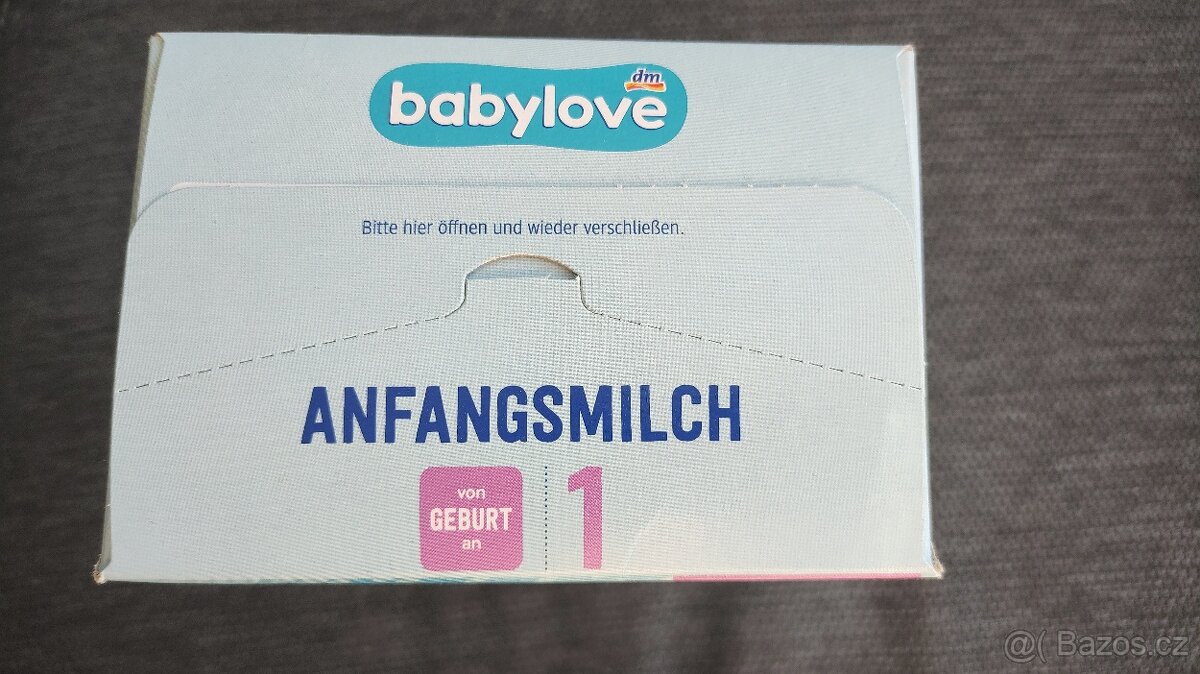 dm
babylove
Bitte hier öffnen und wieder verschließen.
ANFANGSMILCH
von
GEBURT
an
1
@( Bazos.cz